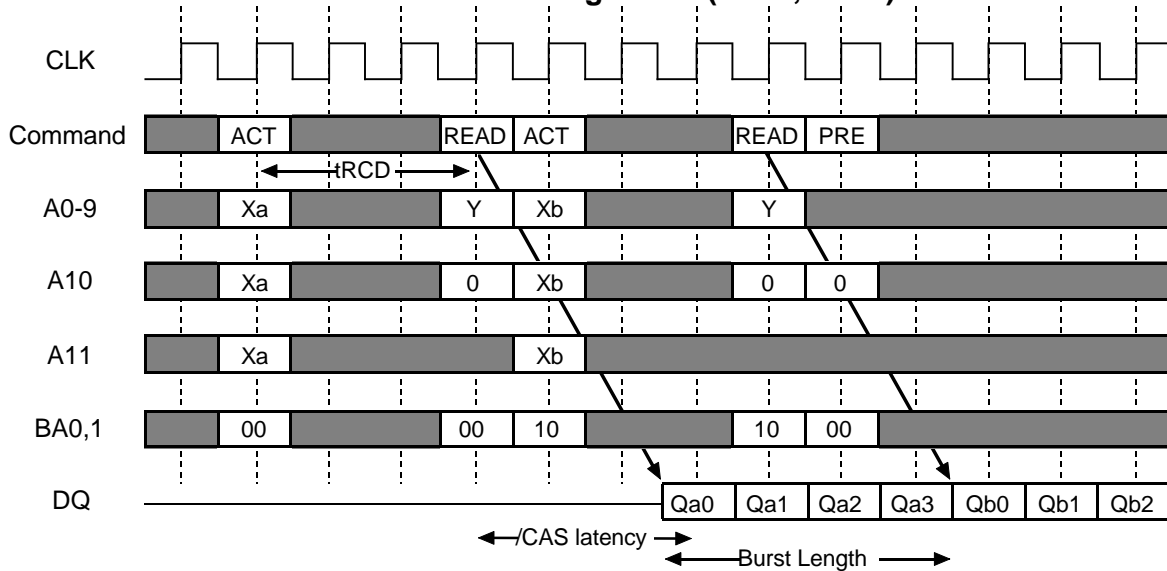 CLK
Command ACT READ ACT READ PRE
tRCD
A0-9 Xa Y Xb Y
A10 Xa 0 Xb 0 0
A11 Xa Xb
BA0,1 00 00 10 10 00
DQ Qa0 Qa1 Qa2 Qa3 Qb0 Qb1 Qb2
/CAS latency
Burst Length